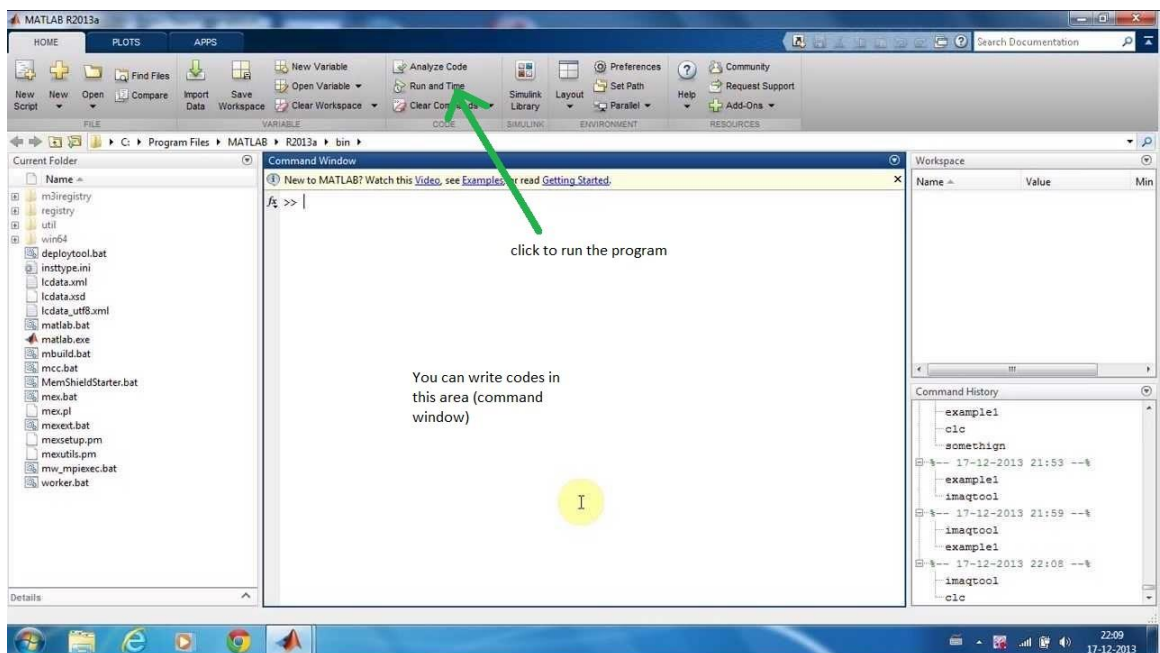 MATLAB R2013a
HOME PLOTS APPS
Search Documentation
New Script
New
Open
Find Files
Compare
Import Data
Save Workspace
New Variable
Open Variable
Clear Workspace
Analyze Code
Run and Time
Simulink Library
Layout
Preferences
Set Path
Parallel
Help
Community
Request Support
Add-Ons
FILE VARIABLE CODE SIMULINK ENVIRONMENT RESOURCES
C: Program Files MATLAB R2013a bin
Current Folder
Name
m3iregistry
registry
util
win64
deploytool.bat
insttype.ini
lcdata.xml
lcdata.xsd
lcdata_utf8.xml
matlab.bat
matlab.exe
mbuild.bat
mcc.bat
MemShieldStarter.bat
mex.bat
mex.pl
mexext.bat
mexsetup.pm
mexutils.pm
mw_mpiexec.bat
worker.bat
Details
Command Window
New to MATLAB? Watch this Video, see Examples, or read Getting Started.
fx >>
click to run the program
You can write codes in
this area (command
window)
Workspace
Name Value Min
Command History
example1
clc
somethign
%-- 17-12-2013 21:53 --%
example1
imaqtool
%-- 17-12-2013 21:59 --%
imaqtool
example1
%-- 17-12-2013 22:08 --%
imaqtool
clc
22:09
17-12-2013